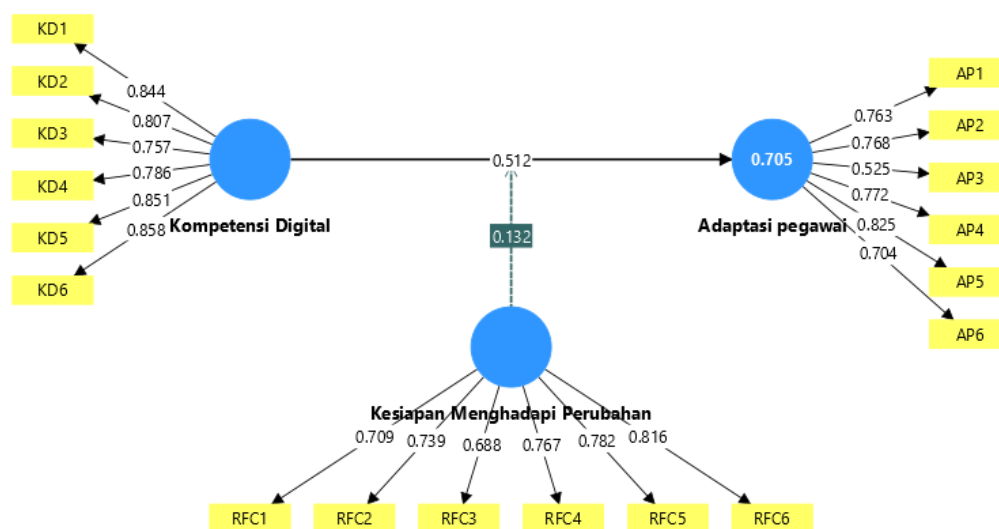 KD1
KD2
KD3
KD4
KD5
KD6
0.844
0.807
0.757
0.786
0.851
0.858
Kompetensi Digital
0.512
0.132
0.705
Adaptasi pegawai
0.763
0.768
0.525
0.772
0.825
0.704
AP1
AP2
AP3
AP4
AP5
AP6
Kesiapan Menghadapi Perubahan
0.709
0.739
0.688
0.767
0.782
0.816
RFC1
RFC2
RFC3
RFC4
RFC5
RFC6